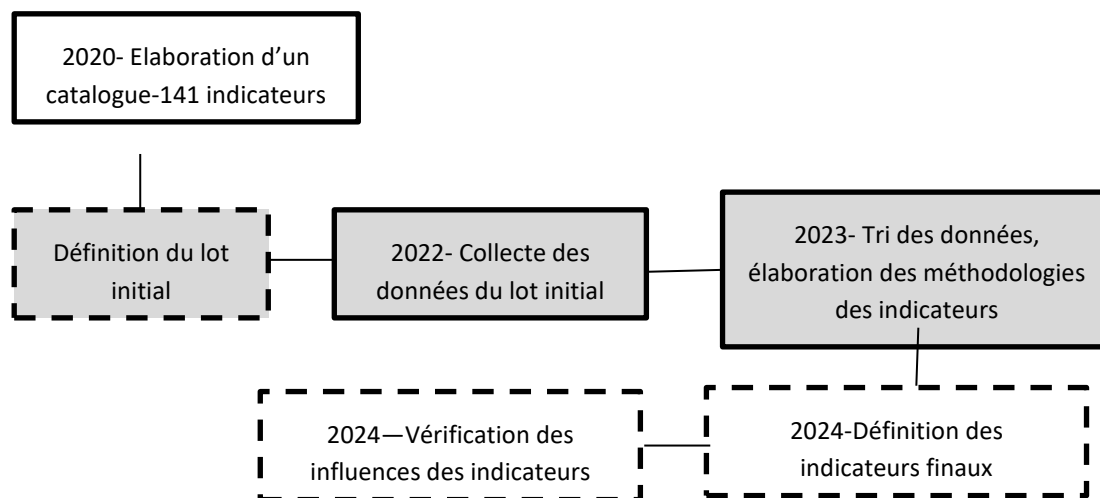 2020- Elaboration d’un
catalogue-141 indicateurs
Définition du lot
initial
2022- Collecte des
données du lot initial
2023- Tri des données,
élaboration des méthodologies
des indicateurs
2024—Vérification des
influences des indicateurs
2024-Définition des
indicateurs finaux